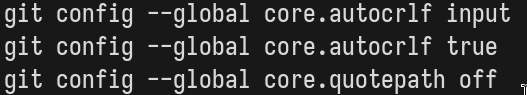 git config --global core.autocrlf input
git config --global core.autocrlf true
git config --global core.quotepath off